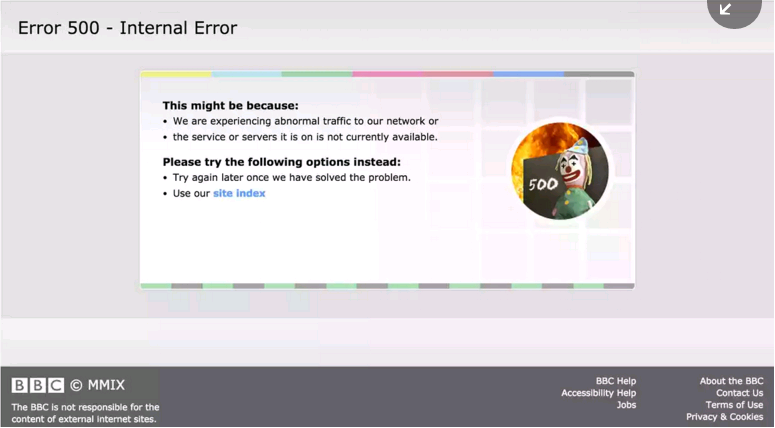 Error 500 - Internal Error
This might be because:
• We are experiencing abnormal traffic to our network or
• the service or servers it is on is not currently available.
Please try the following options instead:
• Try again later once we have solved the problem.
• Use our site index
500
BBC © MMIX
The BBC is not responsible for the
content of external internet sites.
BBC Help
Accessibility Help
Jobs
About the BBC
Contact Us
Terms of Use
Privacy & Cookies